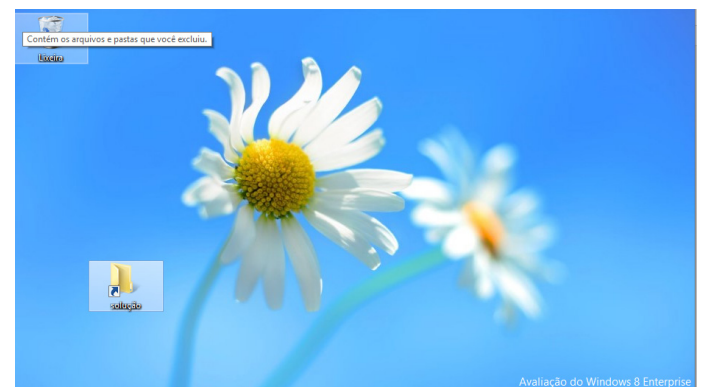 Contém os arquivos e pastas que você excluiu.
Lixeira
solução
Avaliação do Windows 8 Enterprise